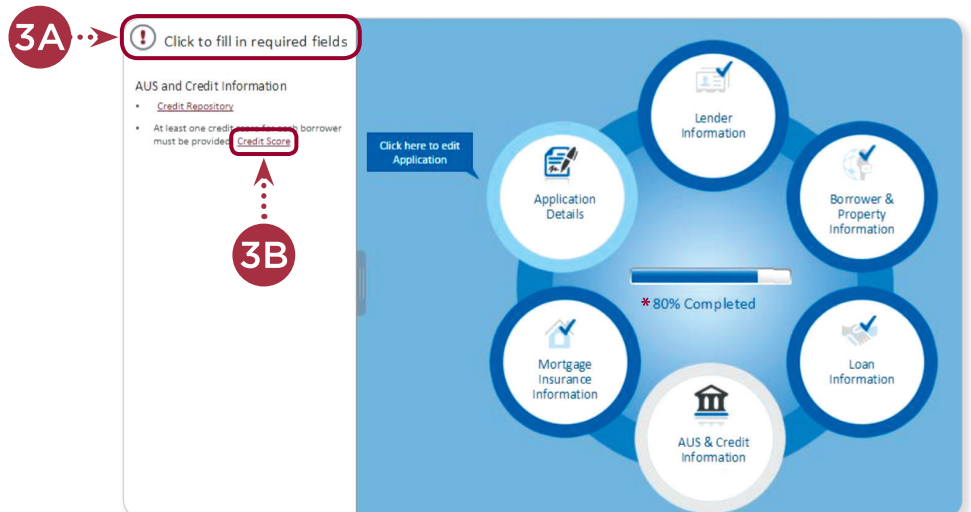 3A
Click to fill in required fields
AUS and Credit Information
• Credit Repository
• At least one credit score for each borrower
must be provided Credit Score
3B
Click here to edit
Application
Lender
Information
Application
Details
Borrower &
Property
Information
*80% Completed
Mortgage
Insurance
Information
Loan
Information
AUS & Credit
Information